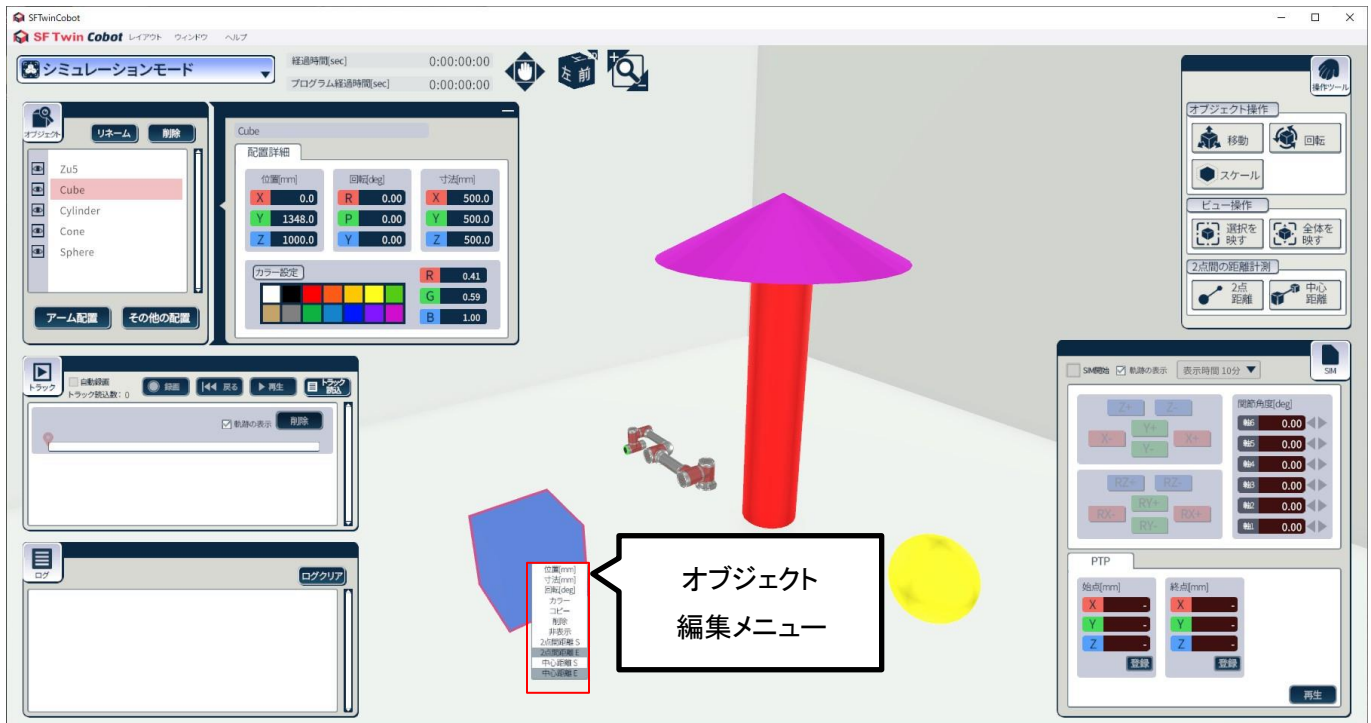 SFTwinCobot
SF Twin Cobot レイアウト ウィンドウ ヘルプ
シミュレーションモード
経過時間[sec] 0:00:00:00
プログラム経過時間[sec] 0:00:00:00
左 前
オブジェクト
リネーム 削除
Zu5
Cube
Cylinder
Cone
Sphere
アーム配置 その他の配置
Cube
配置詳細
位置[mm] 回転[deg] 寸法[mm]
X 0.0 R 0.00 X 500.0
Y 1348.0 P 0.00 Y 500.0
Z 1000.0 Y 0.00 Z 500.0
カラー設定
R 0.41
G 0.59
B 1.00
操作ツール
オブジェクト操作
移動 回転
スケール
ビュー操作
選択を映す 全体を映す
2点間の距離計測
2点距離 中心距離
トラック
自動録画
トラック読込数：0
録画 戻る 再生 トラック読込
軌跡の表示 削除
ログ
ログクリア
位置[mm]
寸法[mm]
回転[deg]
カラー
コピー
削除
非表示
2点間距離 S
2点間距離 E
中心距離 S
中心距離 E
オブジェクト
編集メニュー
SIM開始 軌跡の表示 表示時間 10分
SIM
Z+ Z-
X- Y+ X+
Y-
RZ+ RZ-
RX- RY+ RX+
RY-
関節角度[deg]
軸6 0.00
軸5 0.00
軸4 0.00
軸3 0.00
軸2 0.00
軸1 0.00
PTP
始点[mm] 終点[mm]
X - X -
Y - Y -
Z - Z -
登録 登録
再生